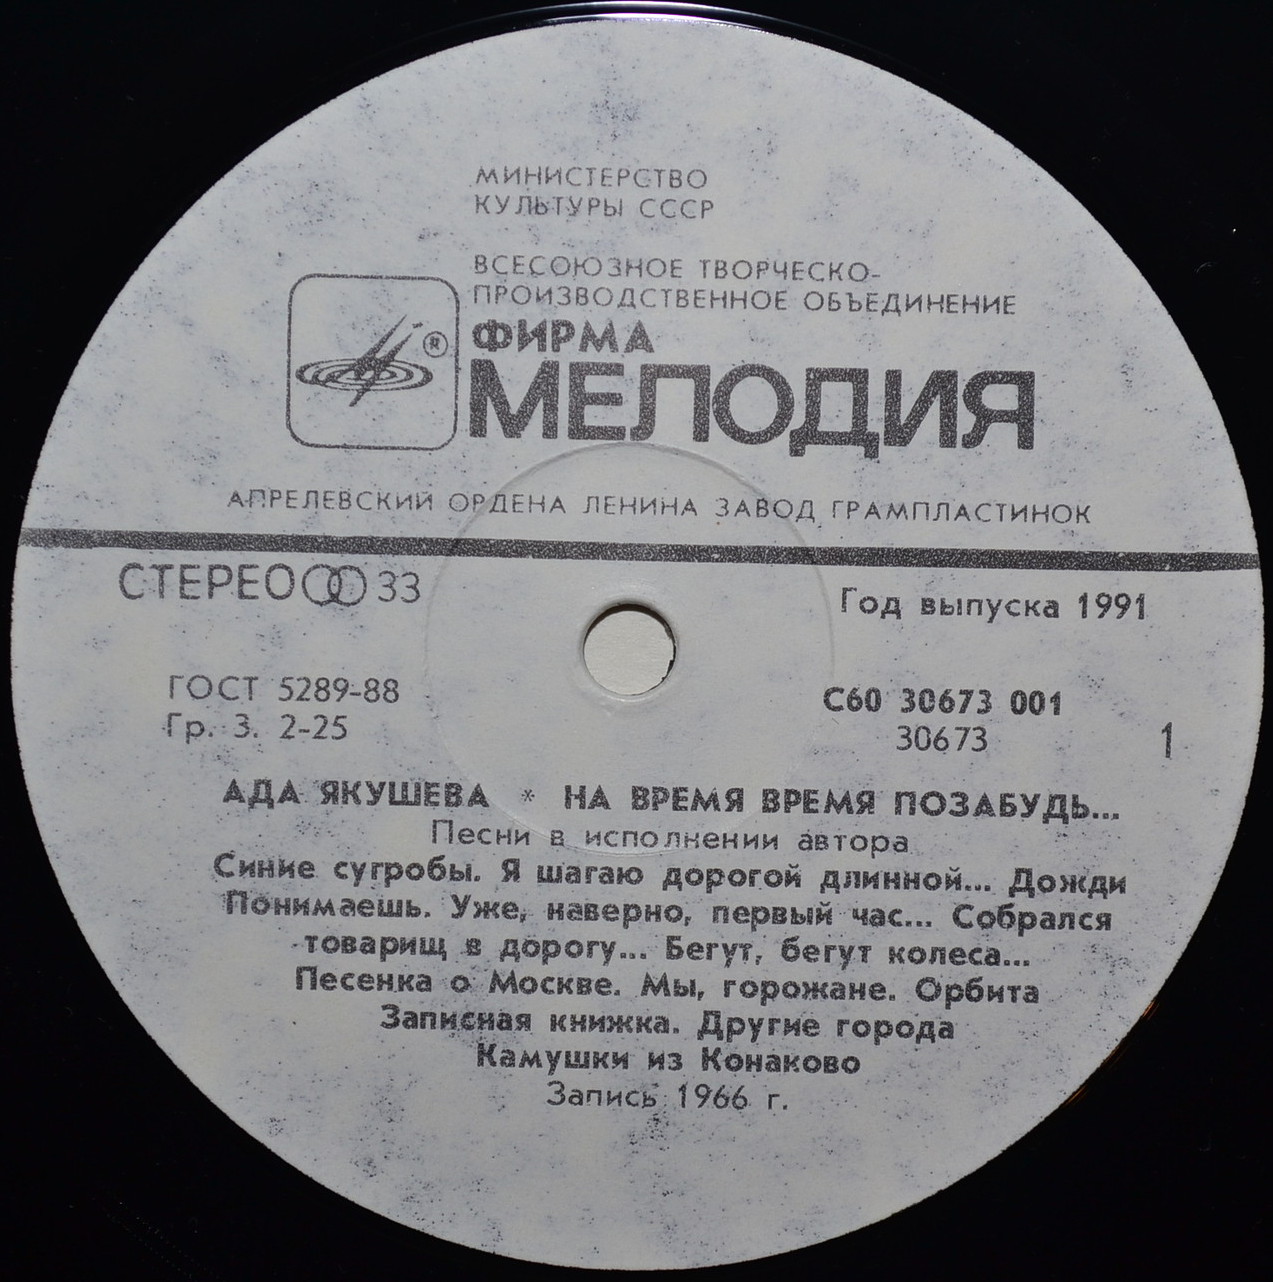 МИНИСТЕРСТВО
КУЛЬТУРЫ СССР
ВСЕСОЮЗНОЕ ТВОРЧЕСКО-
ПРОИЗВОДСТВЕННОЕ ОБЪЕДИНЕНИЕ
®
ФИРМА
МЕЛОДИЯ
АПРЕЛЕВСКИЙ ОРДЕНА ЛЕНИНА ЗАВОД ГРАМПЛАСТИНОК
СТЕРЕО 33
Год выпуска 1991
ГОСТ 5289-88
Гр. 3. 2-25
С60 30673 001
30673
1
АДА ЯКУШЕВА * НА ВРЕМЯ ВРЕМЯ ПОЗАБУДЬ...
Песни в исполнении автора
Синие сугробы. Я шагаю дорогой длинной... Дожди
Понимаешь. Уже, наверно, первый час... Собрался
товарищ в дорогу... Бегут, бегут колеса...
Песенка о Москве. Мы, горожане. Орбита
Записная книжка. Другие города
Камушки из Конаково
Запись 1966 г.